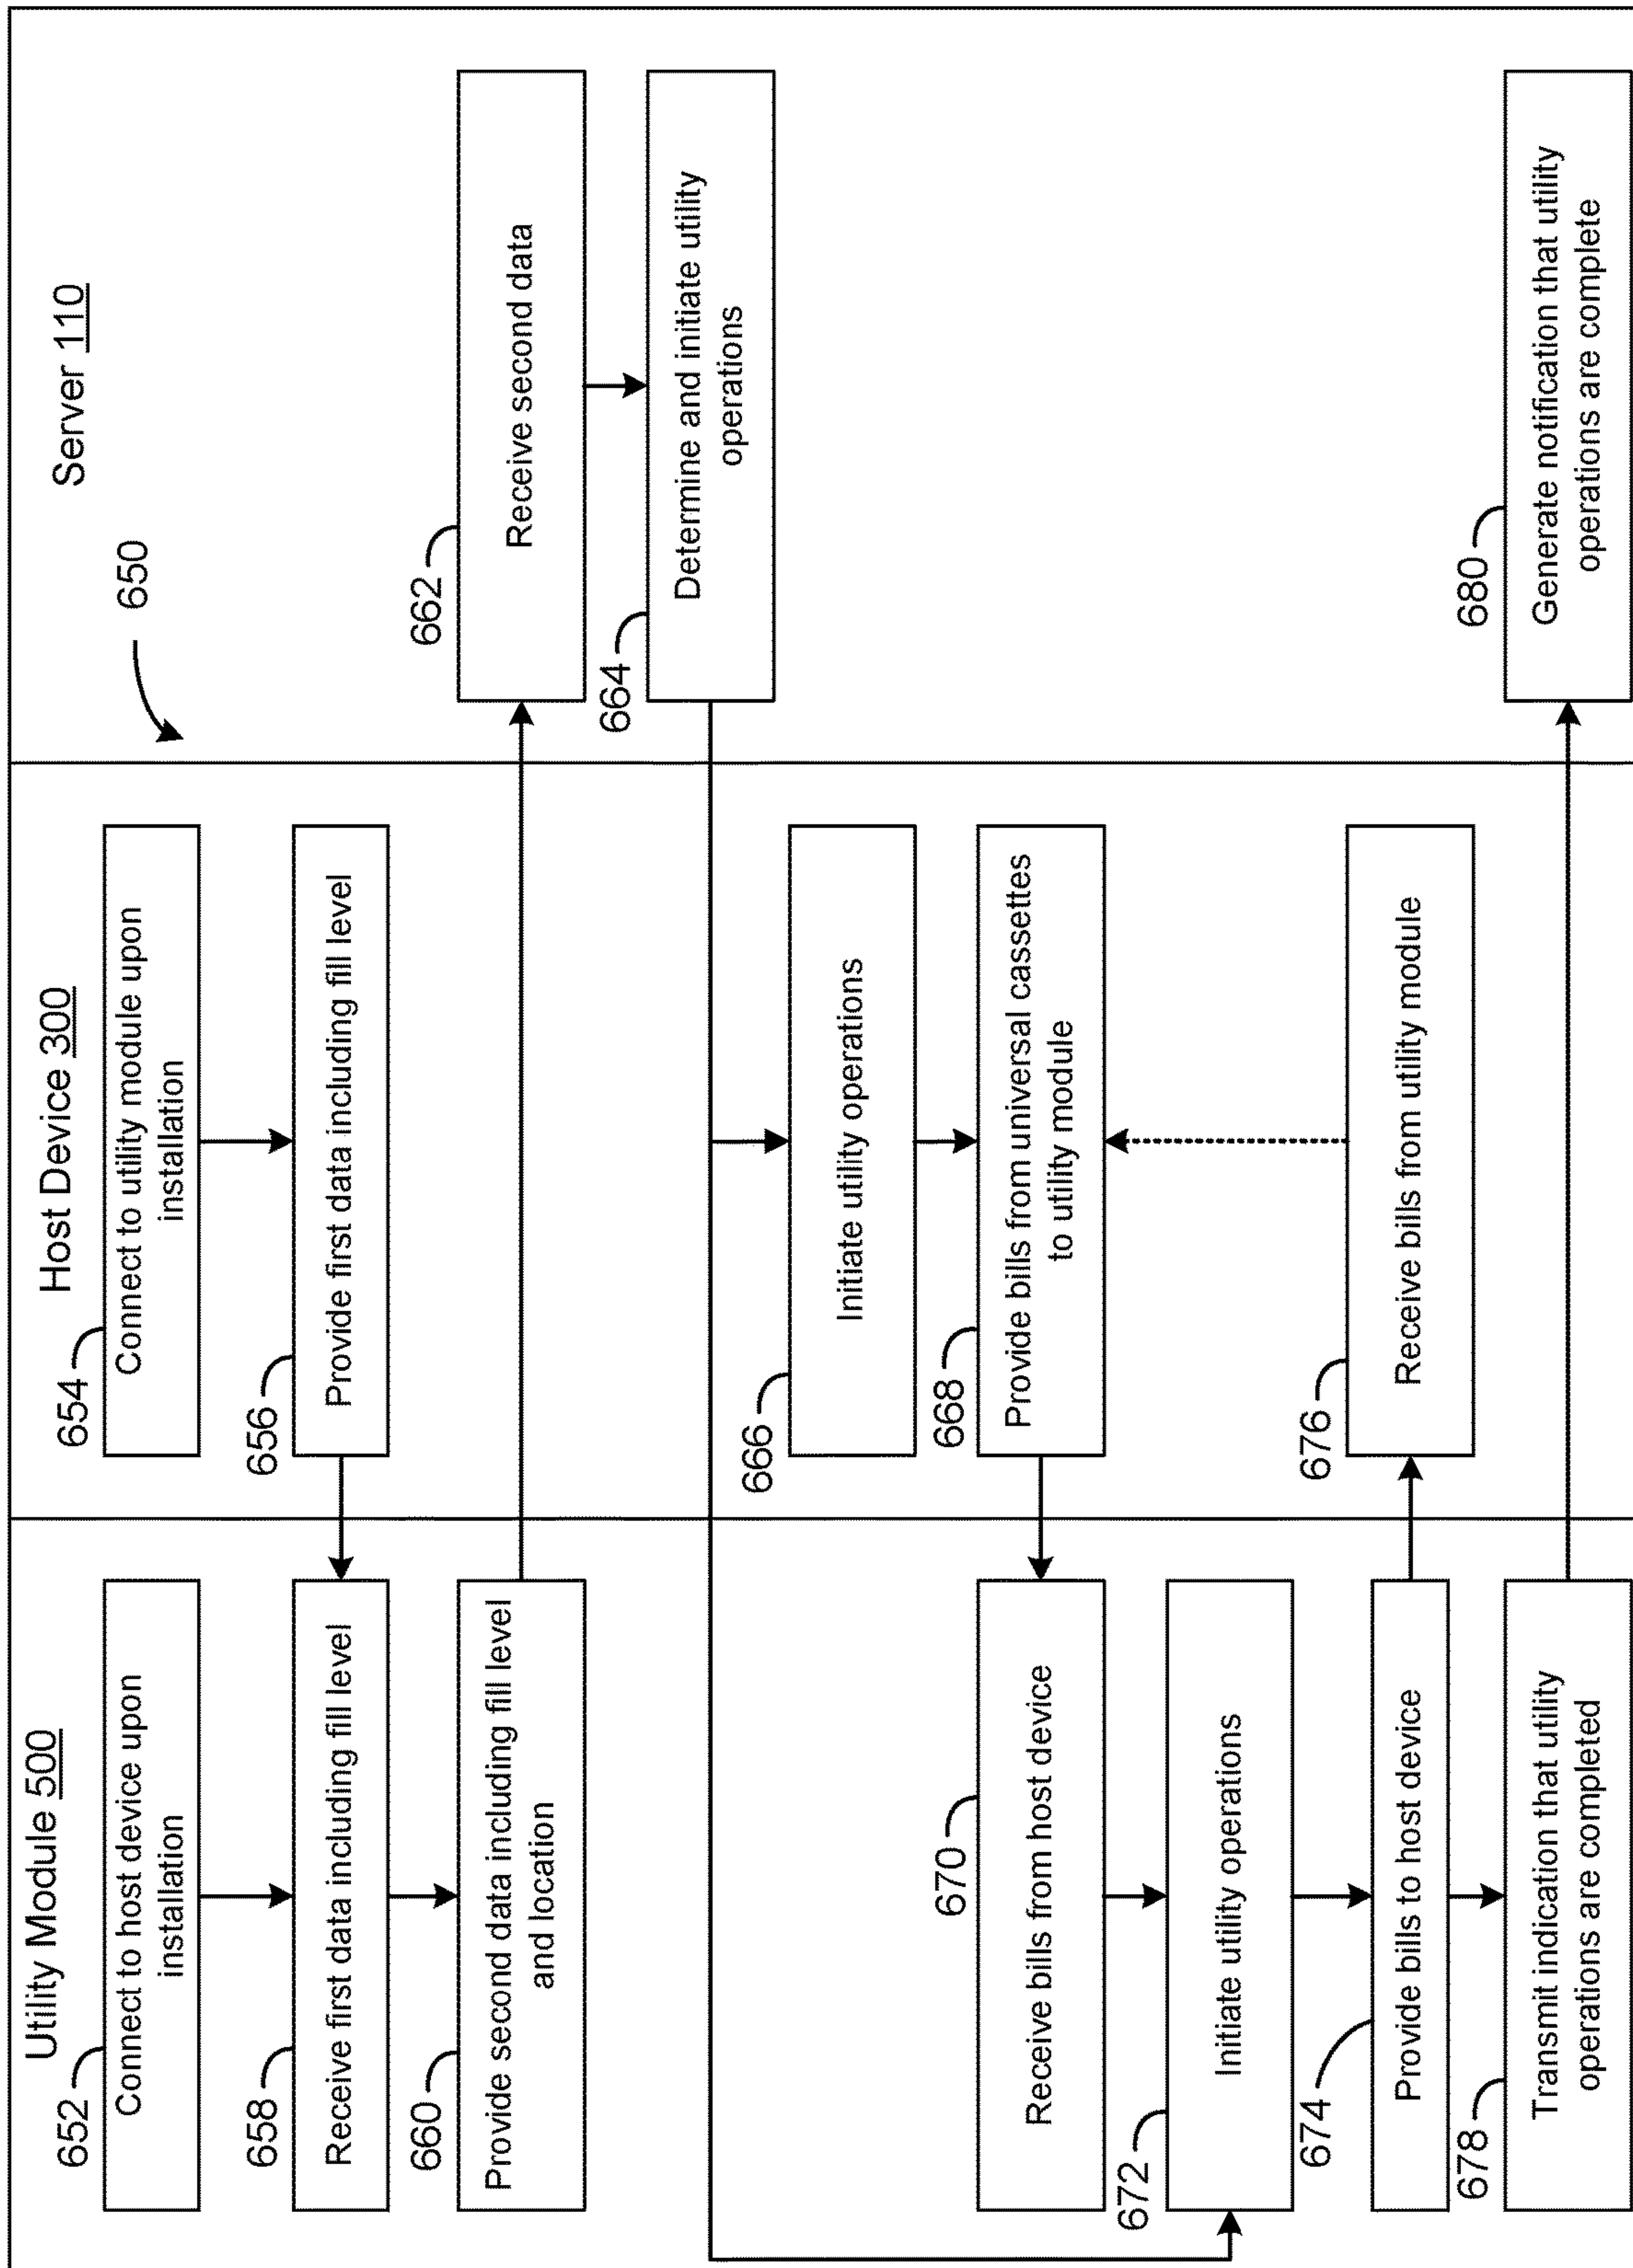 Utility Module 500
652
Connect to host device upon
installation
658
Receive first data including fill level
660
Provide second data including fill level
and location
670
Receive bills from host device
672
Initiate utility operations
674
Provide bills to host device
678
Transmit indication that utility
operations are completed
Host Device 300
654
Connect to utility module upon
installation
656
Provide first data including fill level
666
Initiate utility operations
668
Provide bills from universal cassettes
to utility module
676
Receive bills from utility module
Server 110
650
662
Receive second data
664
Determine and initiate utility
operations
680
Generate notification that utility
operations are complete